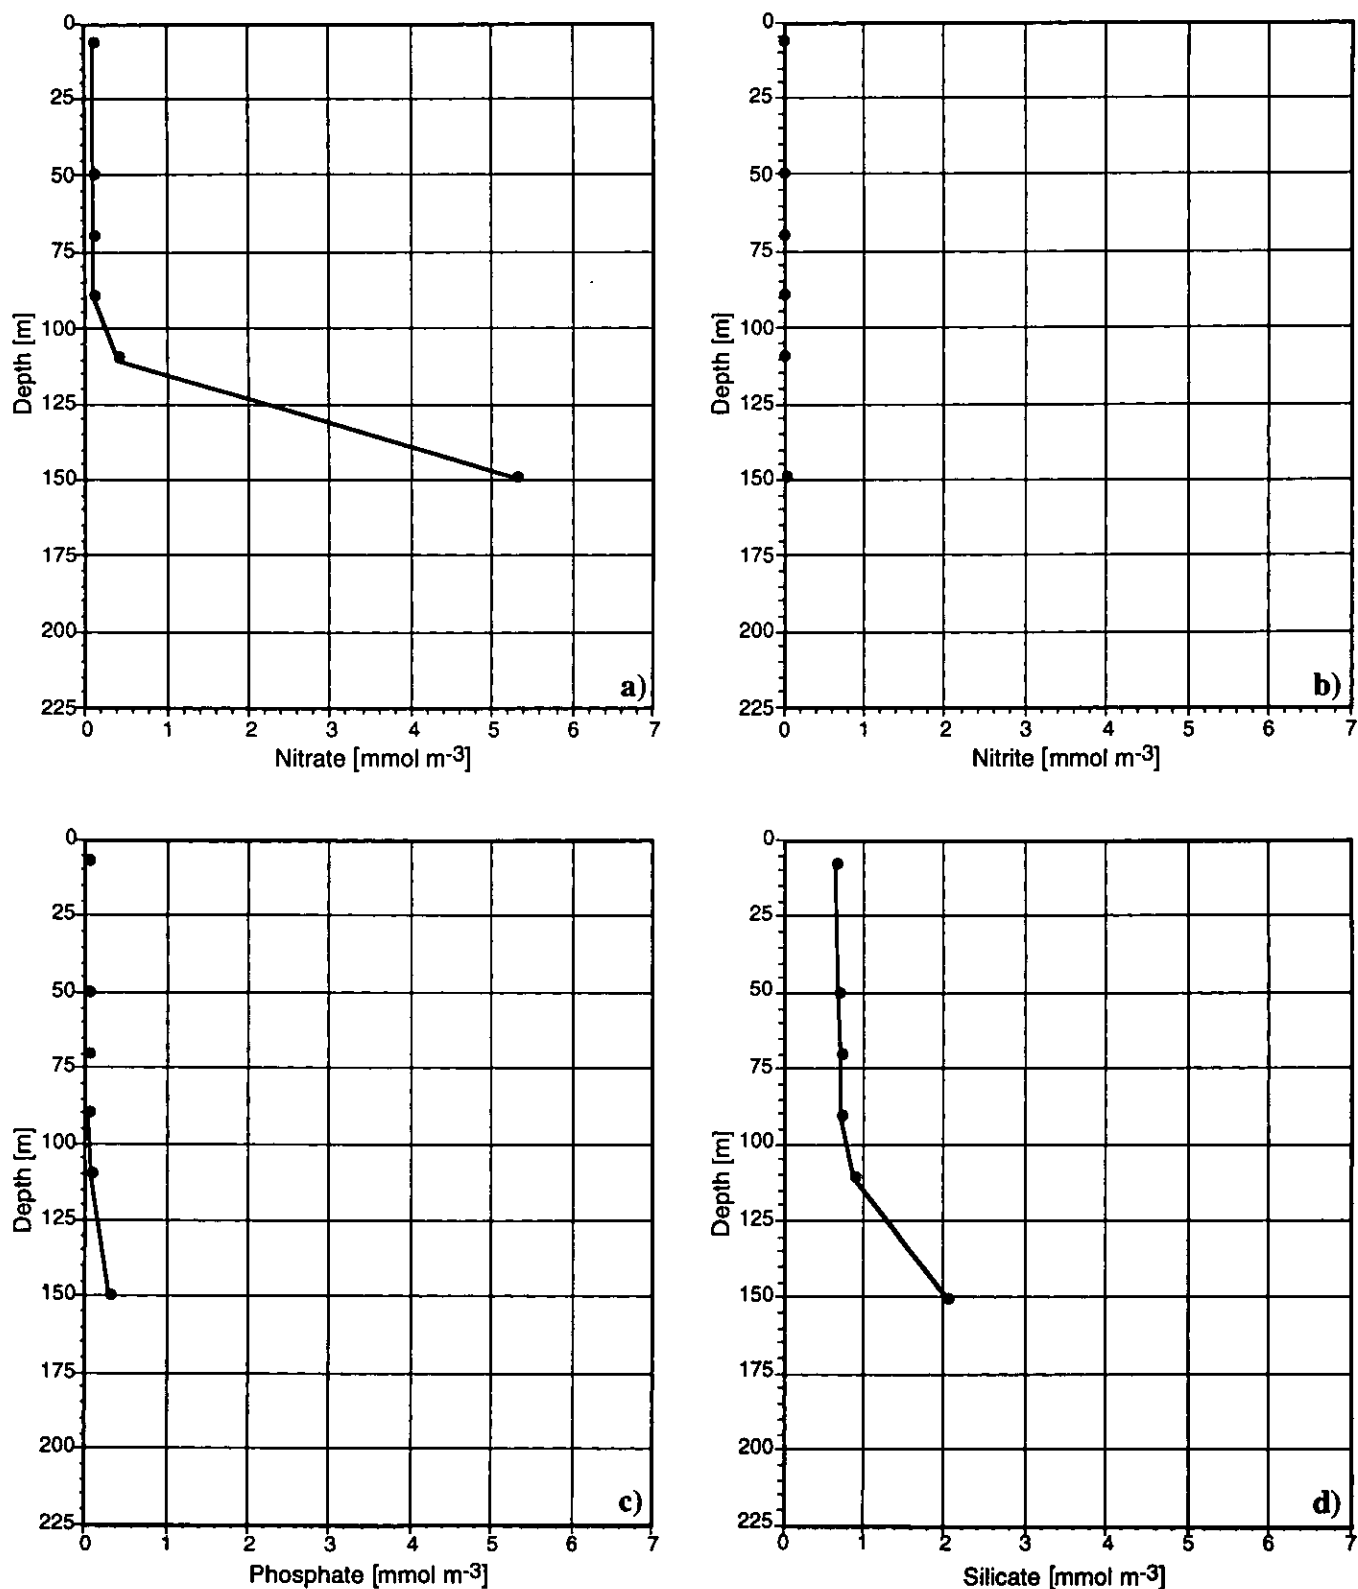 0
25
50
75
100
125
150
175
200
225
Depth [m]
a)
0 1 2 3 4 5 6 7
Nitrate [mmol m-3]
0
25
50
75
100
125
150
175
200
225
Depth [m]
b)
0 1 2 3 4 5 6 7
Nitrite [mmol m-3]
0
25
50
75
100
125
150
175
200
225
Depth [m]
c)
0 1 2 3 4 5 6 7
Phosphate [mmol m-3]
0
25
50
75
100
125
150
175
200
225
Depth [m]
d)
0 1 2 3 4 5 6 7
Silicate [mmol m-3]